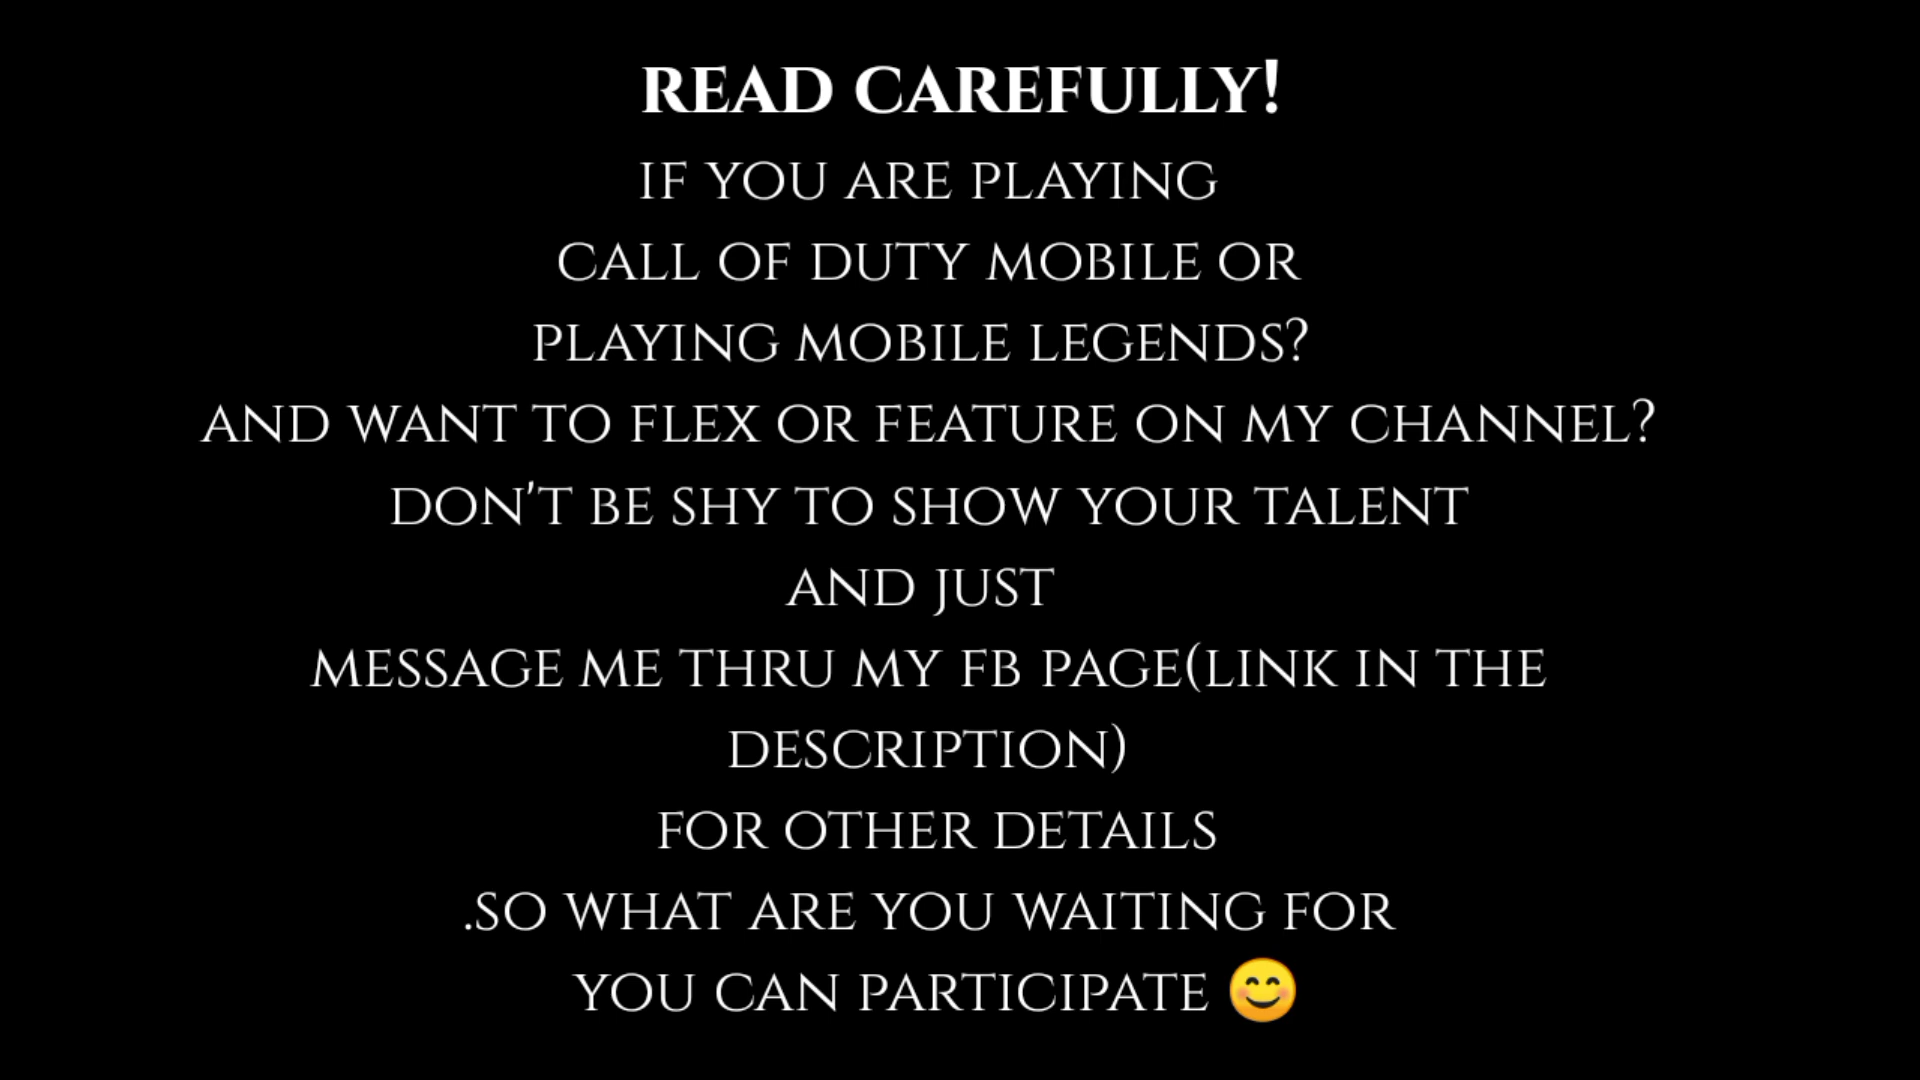 READ CAREFULLY!
IF YOU ARE PLAYING
CALL OF DUTY MOBILE OR
PLAYING MOBILE LEGENDS?
AND WANT TO FLEX OR FEATURE ON MY CHANNEL?
DON'T BE SHY TO SHOW YOUR TALENT
AND JUST
MESSAGE ME THRU MY FB PAGE(LINK IN THE
DESCRIPTION)
FOR OTHER DETAILS
.SO WHAT ARE YOU WAITING FOR
YOU CAN PARTICIPATE 😊